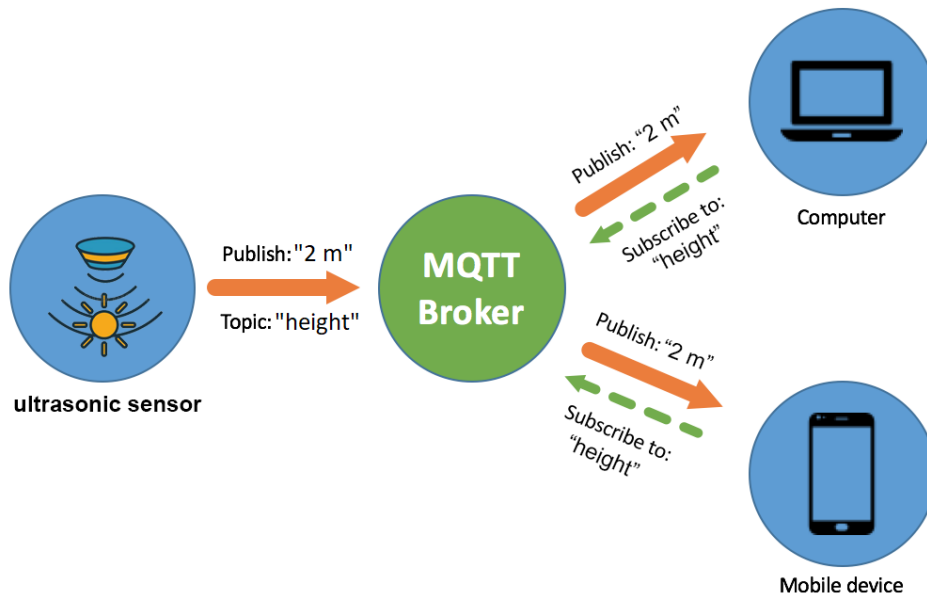 ultrasonic sensor
Publish: "2 m"
Topic: "height"
MQTT
Broker
Publish: “2 m”
Subscribe to:
“height”
Computer
Publish: “2 m”
Subscribe to:
“height”
Mobile device